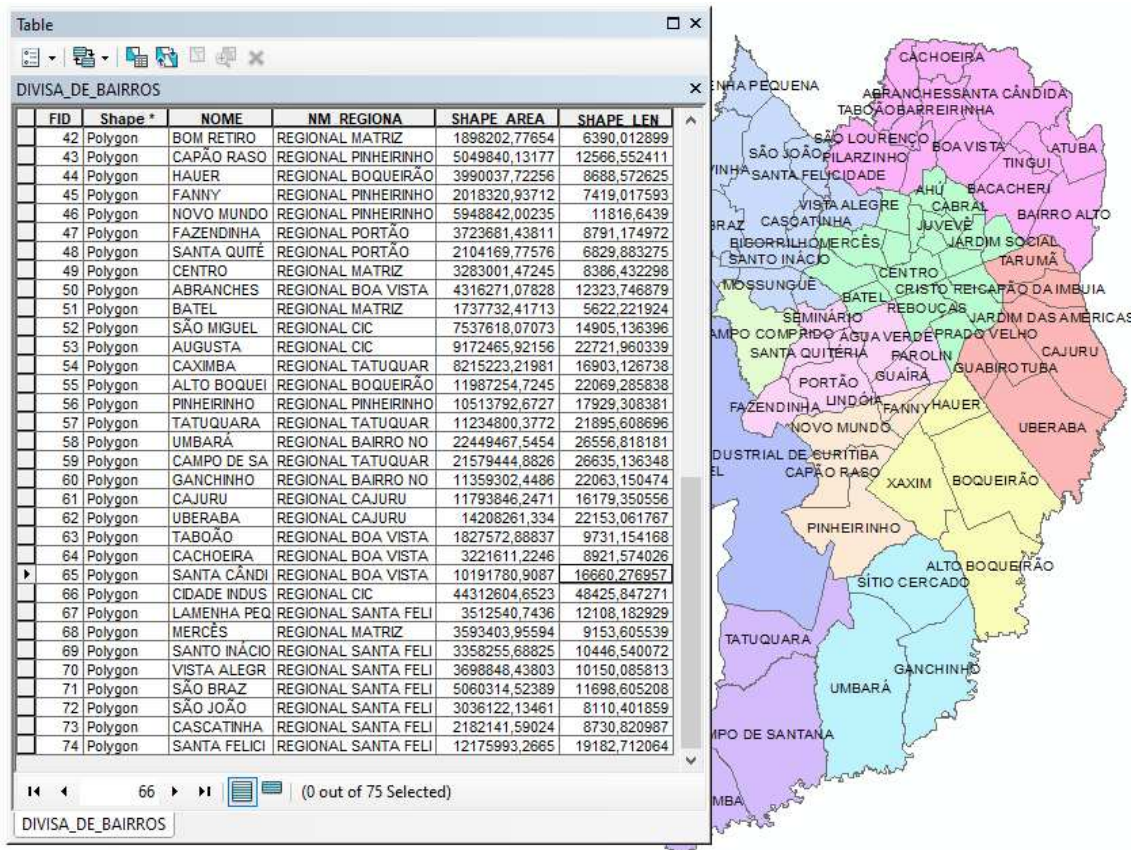 Table
DIVISA_DE_BAIRROS
FID Shape * NOME NM_REGIONA SHAPE_AREA SHAPE_LEN
42 Polygon BOM RETIRO REGIONAL MATRIZ 1898202,77654 6390,012899
43 Polygon CAPÃO RASO REGIONAL PINHEIRINHO 5049840,13177 12566,552411
44 Polygon HAUER REGIONAL BOQUEIRÃO 3990037,72256 8688,572625
45 Polygon FANNY REGIONAL PINHEIRINHO 2018320,93712 7419,017593
46 Polygon NOVO MUNDO REGIONAL PINHEIRINHO 5948842,00235 11816,6439
47 Polygon FAZENDINHA REGIONAL PORTÃO 3723681,43811 8791,174972
48 Polygon SANTA QUITÉ REGIONAL PORTÃO 2104169,77576 6829,883275
49 Polygon CENTRO REGIONAL MATRIZ 3283001,47245 8386,432298
50 Polygon ABRANCHES REGIONAL BOA VISTA 4316271,07828 12323,746879
51 Polygon BATEL REGIONAL MATRIZ 1737732,41713 5622,221924
52 Polygon SÃO MIGUEL REGIONAL CIC 7537618,07073 14905,136396
53 Polygon AUGUSTA REGIONAL CIC 9172465,92156 22721,960339
54 Polygon CAXIMBA REGIONAL TATUQUAR 8215223,21981 16903,126738
55 Polygon ALTO BOQUEI REGIONAL BOQUEIRÃO 11987254,7245 22069,285838
56 Polygon PINHEIRINHO REGIONAL PINHEIRINHO 10513792,6727 17929,308381
57 Polygon TATUQUARA REGIONAL TATUQUAR 11234800,3772 21895,608696
58 Polygon UMBARÁ REGIONAL BAIRRO NO 22449467,5454 26556,818181
59 Polygon CAMPO DE SA REGIONAL TATUQUAR 21579444,8826 26635,136348
60 Polygon GANCHINHO REGIONAL BAIRRO NO 11359302,4486 22063,150474
61 Polygon CAJURU REGIONAL CAJURU 11793846,2471 16179,350556
62 Polygon UBERABA REGIONAL CAJURU 14208261,334 22153,061767
63 Polygon TABOÃO REGIONAL BOA VISTA 1827572,88837 9731,154168
64 Polygon CACHOEIRA REGIONAL BOA VISTA 3221611,2246 8921,574026
65 Polygon SANTA CÂNDI REGIONAL BOA VISTA 10191780,9087 16660,276957
66 Polygon CIDADE INDUS REGIONAL CIC 44312604,6523 48425,847271
67 Polygon LAMENHA PEQ REGIONAL SANTA FELI 3512540,7436 12108,182929
68 Polygon MERCÊS REGIONAL MATRIZ 3593403,95594 9153,605539
69 Polygon SANTO INÁCIO REGIONAL SANTA FELI 3358255,68825 10446,540072
70 Polygon VISTA ALEGR REGIONAL SANTA FELI 3698848,43803 10150,085813
71 Polygon SÃO BRAZ REGIONAL SANTA FELI 5060314,52389 11698,605208
72 Polygon SÃO JOÃO REGIONAL SANTA FELI 3036122,13461 8110,401859
73 Polygon CASCATINHA REGIONAL SANTA FELI 2182141,59024 8730,820987
74 Polygon SANTA FELICI REGIONAL SANTA FELI 12175993,2665 19182,712064
66 (0 out of 75 Selected)
DIVISA_DE_BAIRROS
CACHOEIRA
NHA PEQUENA
ABRANCHES SANTA CÂNDIDA
TABOÃO BARREIRINHA
SÃO LOURENÇO
BOA VISTA ATUBA
SÃO JOÃO PILARZINHO
TINGUI
VINHA SANTA FELICIDADE
AHÚ BACACHERI
VISTA ALEGRE CABRAL
BAIRRO ALTO
RAZ CASCATINHA JUVEVÊ
BIGORRILHO MERCÊS JARDIM SOCIAL
SANTO INÁCIO TARUMÃ
CENTRO
MOSSUNGUÊ CRISTO REI CAPÃO DA IMBUIA
BATEL REBOUÇAS
SEMINÁRIO JARDIM DAS AMÉRICAS
MPO COMPRIDO ÁGUA VERDE PRADO VELHO
SANTA QUITÉRIA PAROLIN CAJURU
GUAÍRA GUABIROTUBA
PORTÃO
LINDÓIA
FAZENDINHA FANNY HAUER
NOVO MUNDO UBERABA
DUSTRIAL DE CURITIBA
EL CAPÃO RASO
XAXIM BOQUEIRÃO
PINHEIRINHO
ALTO BOQUEIRÃO
SÍTIO CERCADO
TATUQUARA
GANCHINHO
UMBARÁ
MPO DE SANTANA
MBA